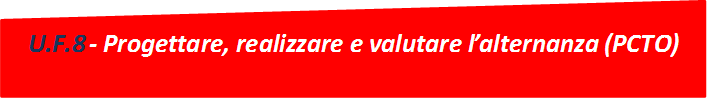 U.F.8- Progettare, realizzare e valutare l'alternanza (PCTO)